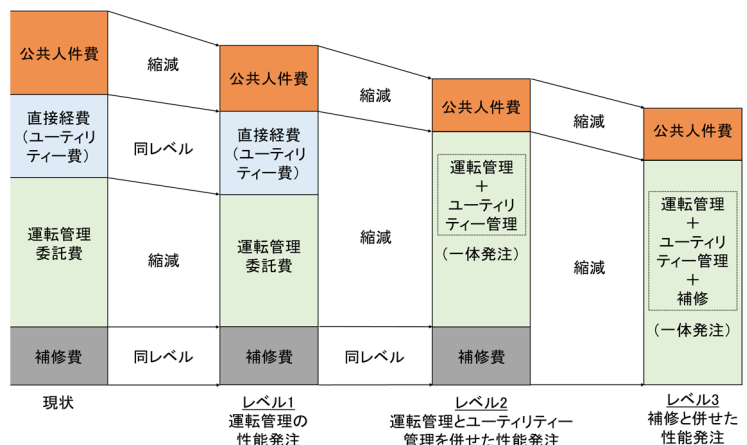 公共人件費
直接経費
（ユーティリ
ティー費）
運転管理
委託費
補修費
現状
縮減
同レベル
縮減
同レベル
公共人件費
直接経費
（ユーティリ
ティー費）
運転管理
委託費
レベル1
運転管理の
性能発注
縮減
縮減
同レベル
公共人件費
運転管理
＋
ユーティリ
ティー管理
（一体発注）
補修費
レベル2
運転管理とユーティリティー
管理を併せた性能発注
縮減
縮減
公共人件費
運転管理
＋
ユーティリ
ティー管理
＋
補修
（一体発注）
レベル3
補修と併せた
性能発注